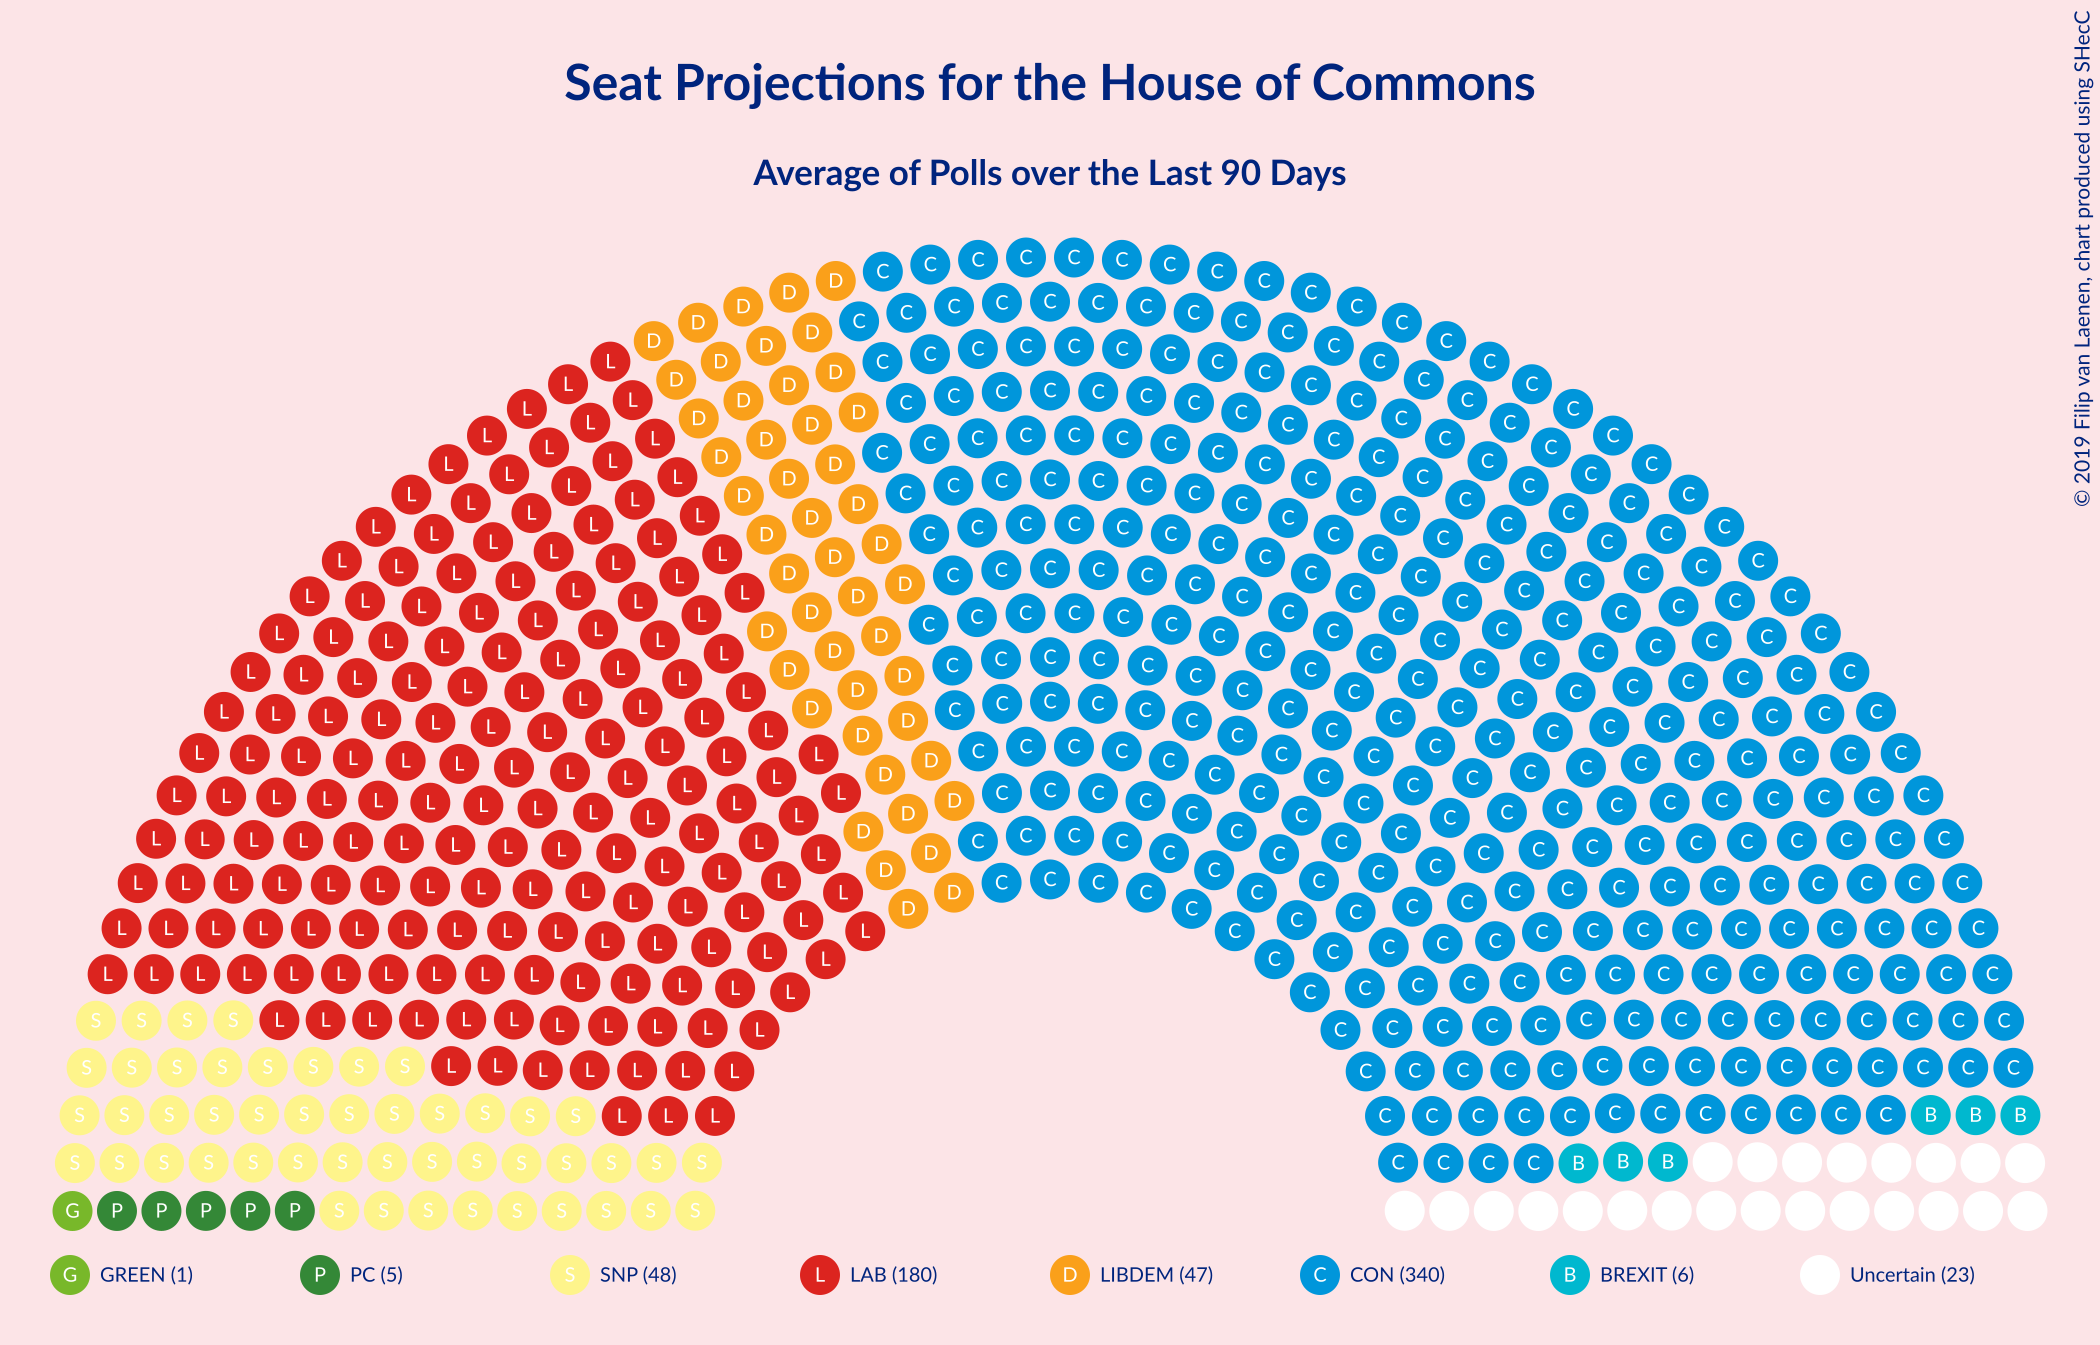 Seat Projections for the House of Commons
Average of Polls over the Last 90 Days
© 2019 Filip van Laenen, chart produced using SHecC
G GREEN (1)
P PC (5)
S SNP (48)
L LAB (180)
D LIBDEM (47)
C CON (340)
B BREXIT (6)
Uncertain (23)